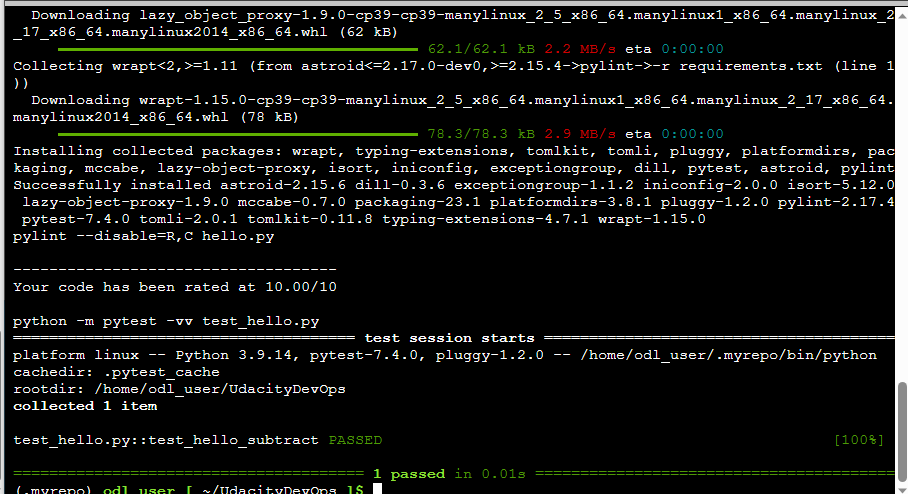 Downloading lazy_object_proxy-1.9.0-cp39-cp39-manylinux_2_5_x86_64.manylinux1_x86_64.manylinux_2
_17_x86_64.manylinux2014_x86_64.whl (62 kB)
62.1/62.1 kB 2.2 MB/s eta 0:00:00
Collecting wrapt<2,>=1.11 (from astroid<=2.17.0-dev0,>=2.15.4->pylint->-r requirements.txt (line 1
))
  Downloading wrapt-1.15.0-cp39-cp39-manylinux_2_5_x86_64.manylinux1_x86_64.manylinux_2_17_x86_64.
manylinux2014_x86_64.whl (78 kB)
78.3/78.3 kB 2.9 MB/s eta 0:00:00
Installing collected packages: wrapt, typing-extensions, tomlkit, tomli, pluggy, platformdirs, pac
kaging, mccabe, lazy-object-proxy, isort, iniconfig, exceptiongroup, dill, pytest, astroid, pylint
Successfully installed astroid-2.15.6 dill-0.3.6 exceptiongroup-1.1.2 iniconfig-2.0.0 isort-5.12.0
 lazy-object-proxy-1.9.0 mccabe-0.7.0 packaging-23.1 platformdirs-3.8.1 pluggy-1.2.0 pylint-2.17.4
 pytest-7.4.0 tomli-2.0.1 tomlkit-0.11.8 typing-extensions-4.7.1 wrapt-1.15.0
pylint --disable=R,C hello.py
------------------------------------
Your code has been rated at 10.00/10
python -m pytest -vv test_hello.py
====================================== test session starts =======================================
platform linux -- Python 3.9.14, pytest-7.4.0, pluggy-1.2.0 -- /home/odl_user/.myrepo/bin/python
cachedir: .pytest_cache
rootdir: /home/odl_user/UdacityDevOps
collected 1 item
test_hello.py::test_hello_subtract PASSED [100%]
======================================= 1 passed in 0.01s ========================================
(.myrepo) odl_user [ ~/UdacityDevOps ]$